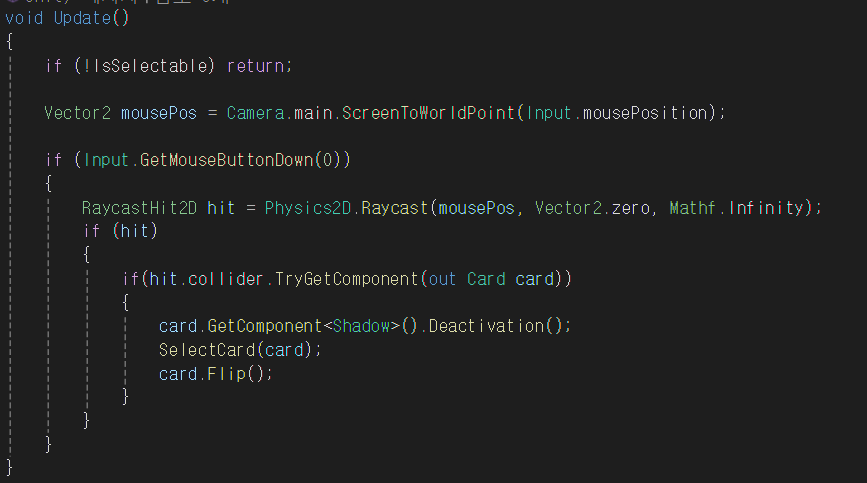 void Update()
{
if (!IsSelectable) return;
Vector2 mousePos = Camera.main.ScreenToWorldPoint(Input.mousePosition);
if (Input.GetMouseButtonDown(0))
{
RaycastHit2D hit = Physics2D.Raycast(mousePos, Vector2.zero, Mathf.Infinity);
if (hit)
{
if(hit.collider.TryGetComponent(out Card card))
{
card.GetComponent<Shadow>().Deactivation();
SelectCard(card);
card.Flip();
}
}
}
}